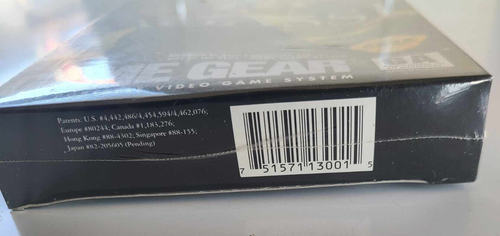 GEAR
VIDEO GAME SYSTEM
Patents: U.S. #4,442,486/4,454,594/4,462,076;
Europe #80244; Canada #1,183,276;
Hong Kong #88-4302; Singapore #88-155;
Japan #82-205605 (Pending)
7 51571 13001 5